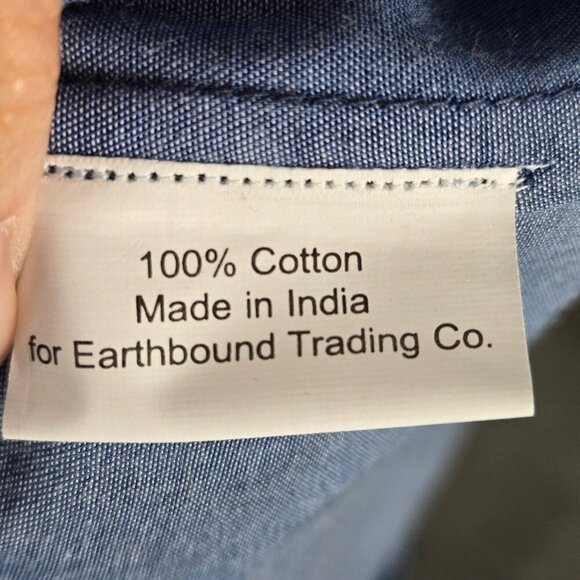 100% Cotton
Made in India
for Earthbound Trading Co.